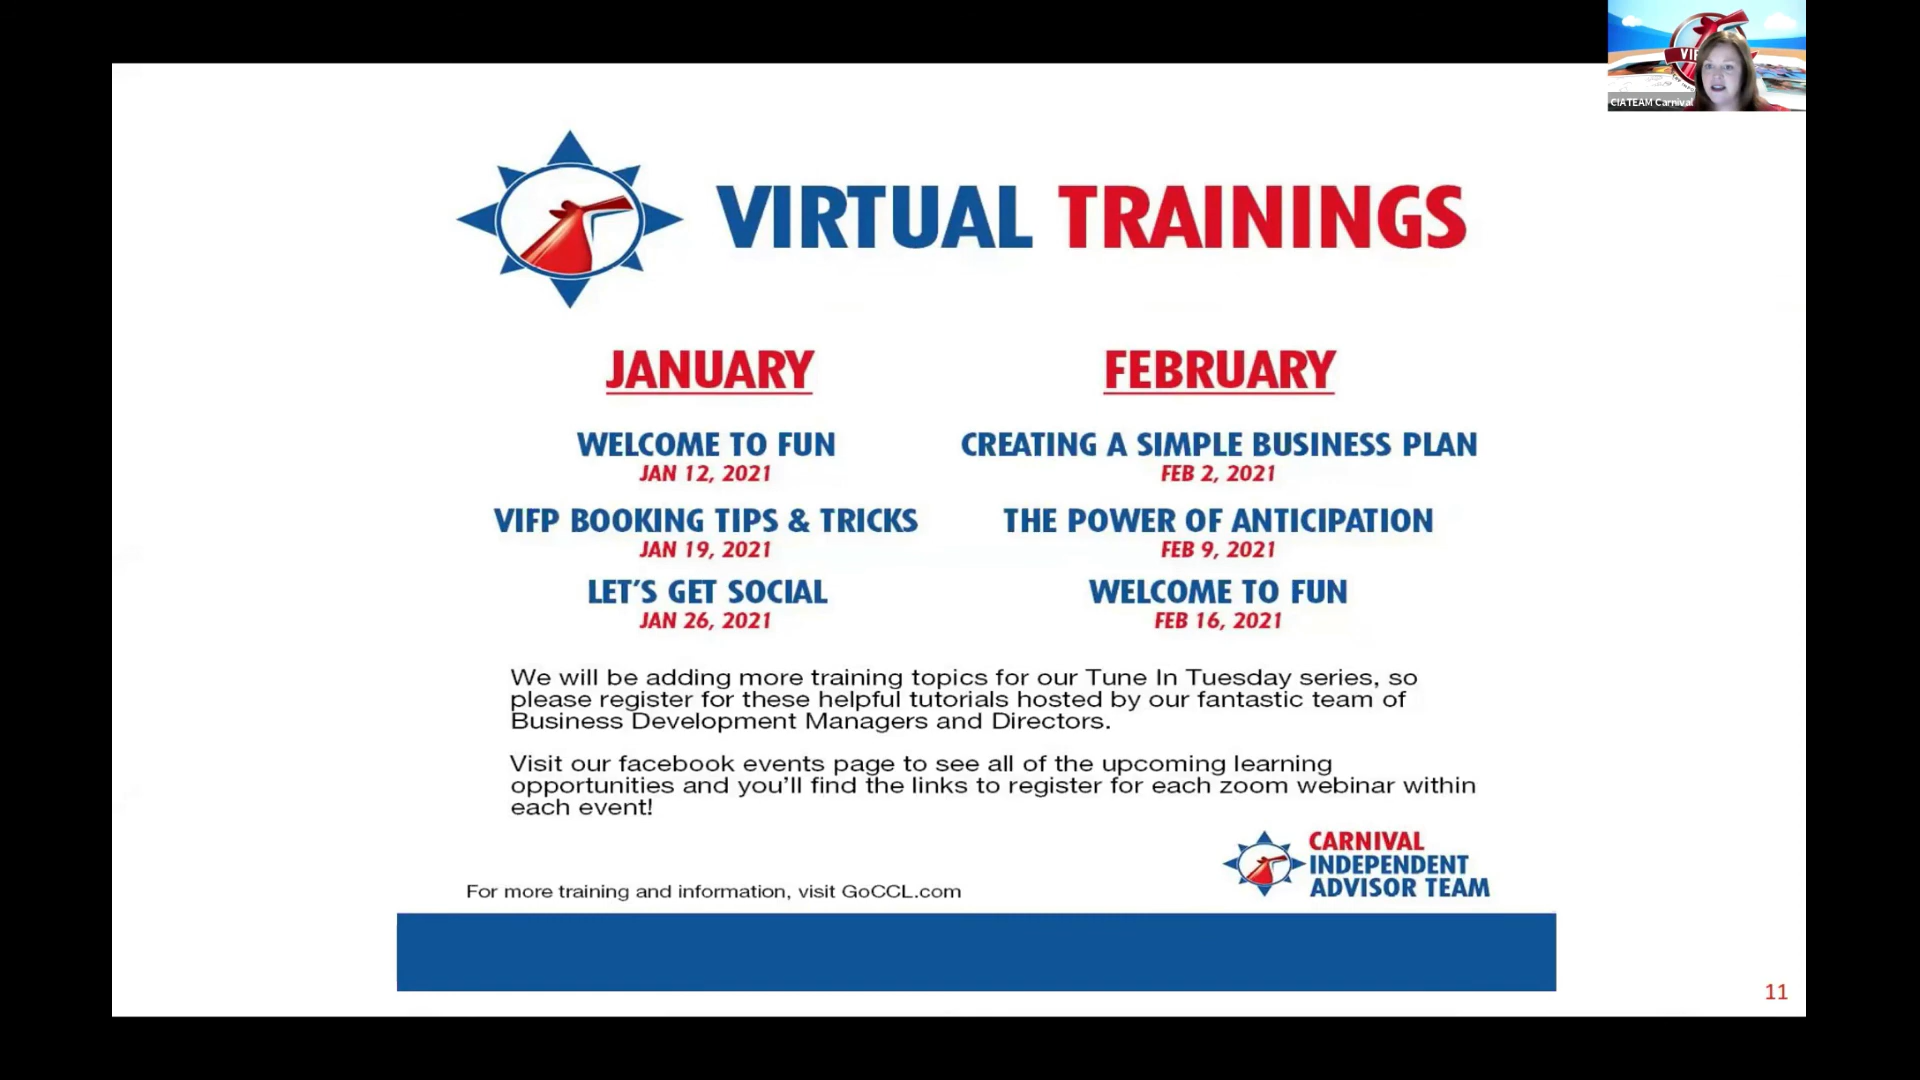 VIF
CIATEAM Carnival
VIRTUAL TRAININGS
JANUARY
WELCOME TO FUN
JAN 12, 2021
VIFP BOOKING TIPS & TRICKS
JAN 19, 2021
LET'S GET SOCIAL
JAN 26, 2021
FEBRUARY
CREATING A SIMPLE BUSINESS PLAN
FEB 2, 2021
THE POWER OF ANTICIPATION
FEB 9, 2021
WELCOME TO FUN
FEB 16, 2021
We will be adding more training topics for our Tune In Tuesday series, so
please register for these helpful tutorials hosted by our fantastic team of
Business Development Managers and Directors.
Visit our facebook events page to see all of the upcoming learning
opportunities and you'll find the links to register for each zoom webinar within
each event!
For more training and information, visit GoCCL.com
CARNIVAL
INDEPENDENT
ADVISOR TEAM
11